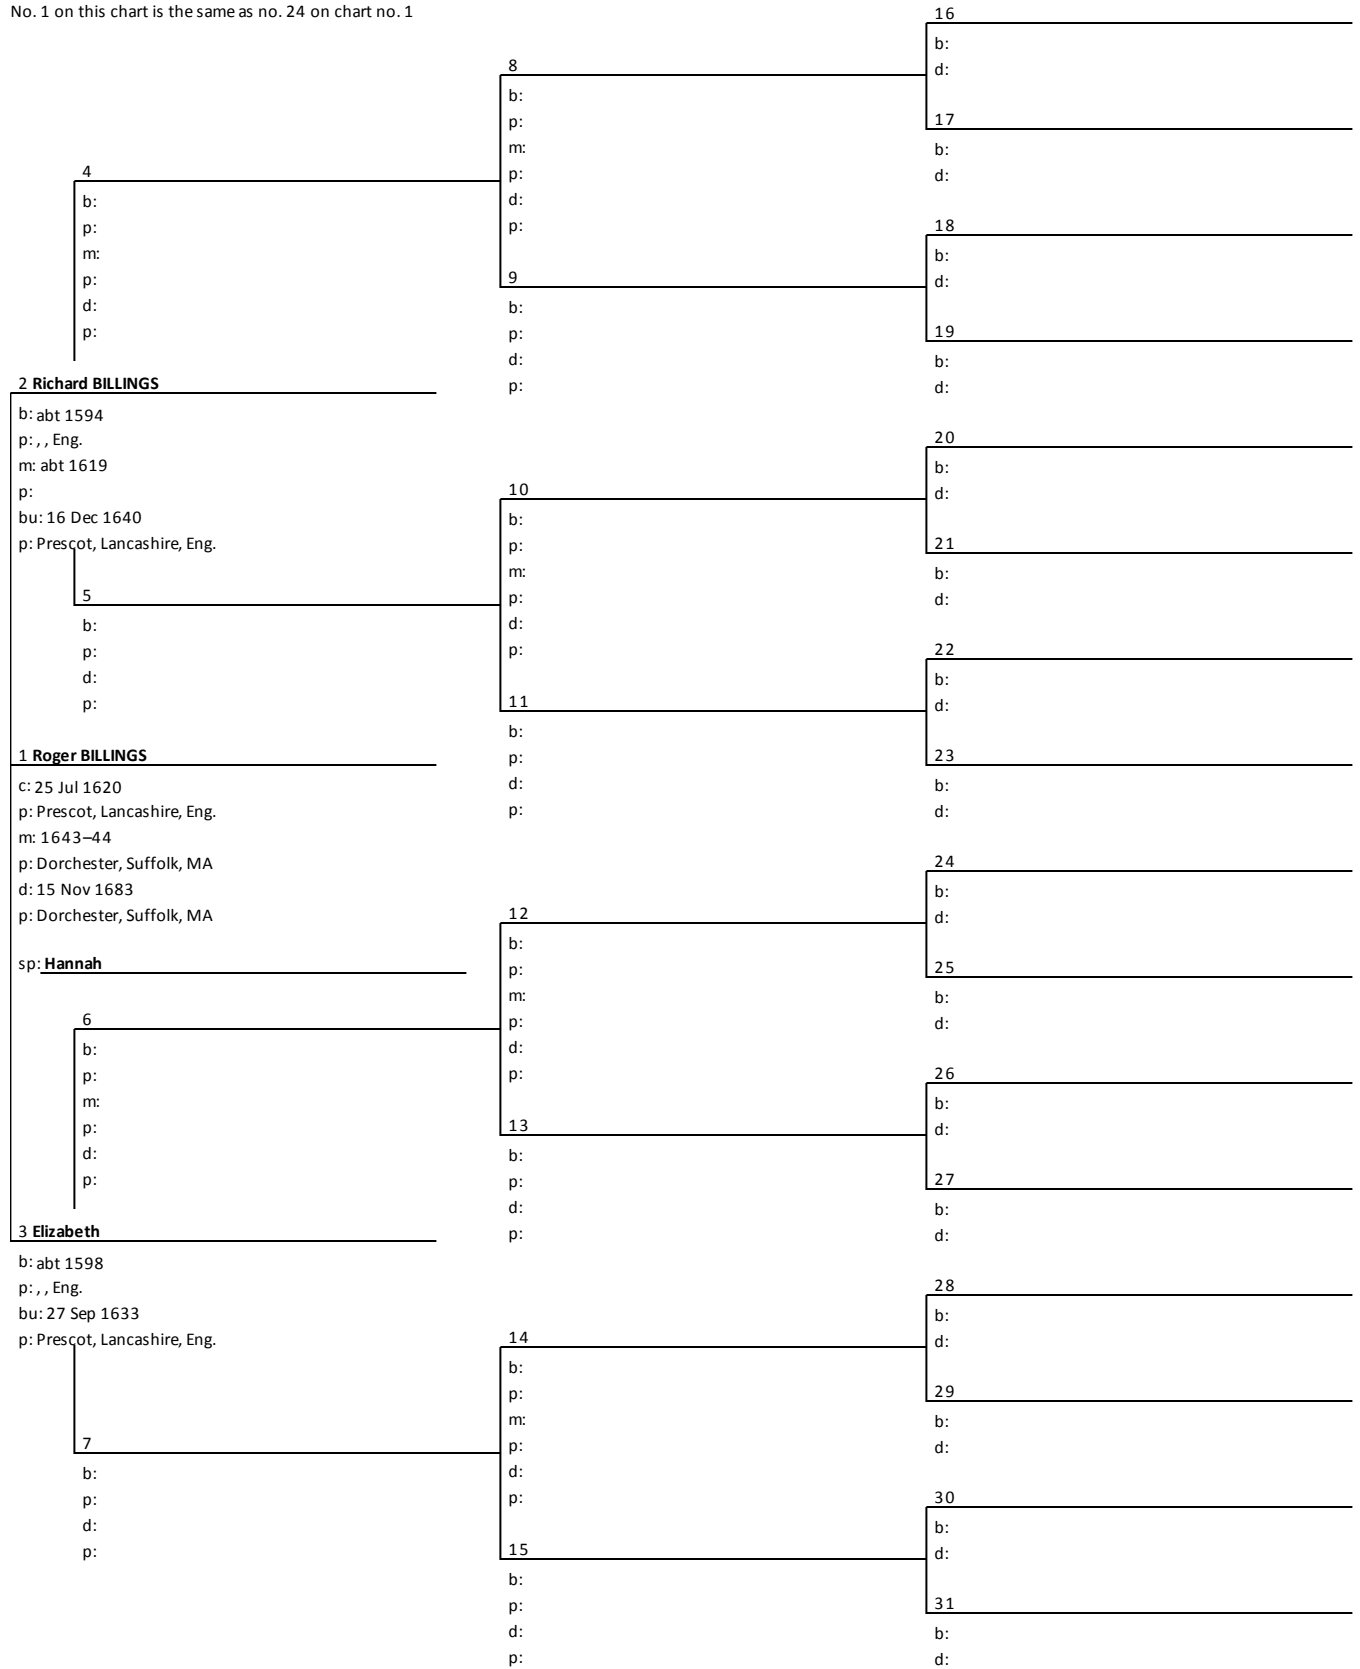 No. 1 on this chart is the same as no. 24 on chart no. 1
2 Richard BILLINGS
b: abt 1594
p: , , Eng.
m: abt 1619
p:
bu: 16 Dec 1640
p: Prescot, Lancashire, Eng.
1 Roger BILLINGS
c: 25 Jul 1620
p: Prescot, Lancashire, Eng.
m: 1643–44
p: Dorchester, Suffolk, MA
d: 15 Nov 1683
p: Dorchester, Suffolk, MA
sp: Hannah
3 Elizabeth
b: abt 1598
p: , , Eng.
bu: 27 Sep 1633
p: Prescot, Lancashire, Eng.
4
b:
p:
m:
p:
d:
p:
5
b:
p:
d:
p:
6
b:
p:
m:
p:
d:
p:
7
b:
p:
d:
p:
8
b:
p:
m:
p:
d:
p:
9
b:
p:
d:
p:
10
b:
p:
m:
p:
d:
p:
11
b:
p:
d:
p:
12
b:
p:
m:
p:
d:
p:
13
b:
p:
d:
p:
14
b:
p:
m:
p:
d:
p:
15
b:
p:
d:
p:
16
b:
d:
17
b:
d:
18
b:
d:
19
b:
d:
20
b:
d:
21
b:
d:
22
b:
d:
23
b:
d:
24
b:
d:
25
b:
d:
26
b:
d:
27
b:
d:
28
b:
d:
29
b:
d:
30
b:
d:
31
b:
d: